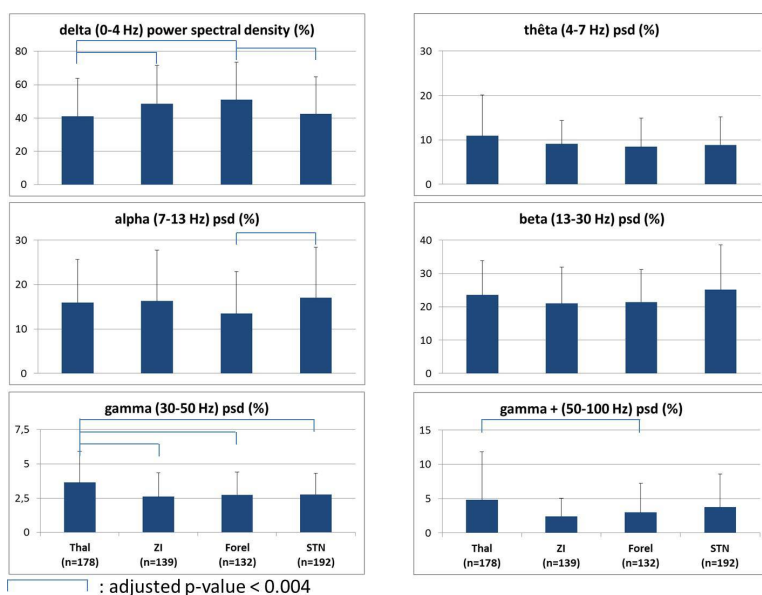 delta (0-4 Hz) power spectral density (%)
80
60
40
20
0
thêta (4-7 Hz) psd (%)
30
20
10
0
alpha (7-13 Hz) psd (%)
30
20
10
0
beta (13-30 Hz) psd (%)
40
30
20
10
0
gamma (30-50 Hz) psd (%)
7,5
5
2,5
0
Thal ZI Forel STN
(n=178) (n=139) (n=132) (n=192)
gamma + (50-100 Hz) psd (%)
15
10
5
0
Thal ZI Forel STN
(n=178) (n=139) (n=132) (n=192)
: adjusted p-value < 0.004